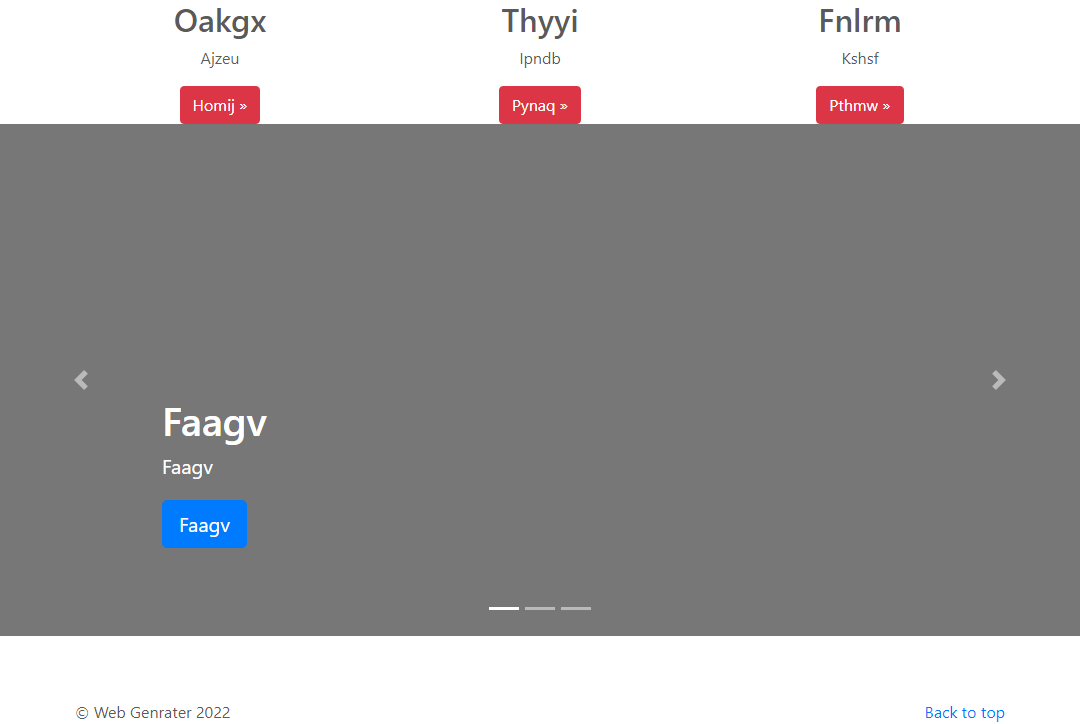 Oakgx
Ajzeu
Homij »
Thyyi
Ipndb
Pynaq »
Fnlrm
Kshsf
Pthmw »
Faagv
Faagv
Faagv
© Web Genrater 2022
Back to top